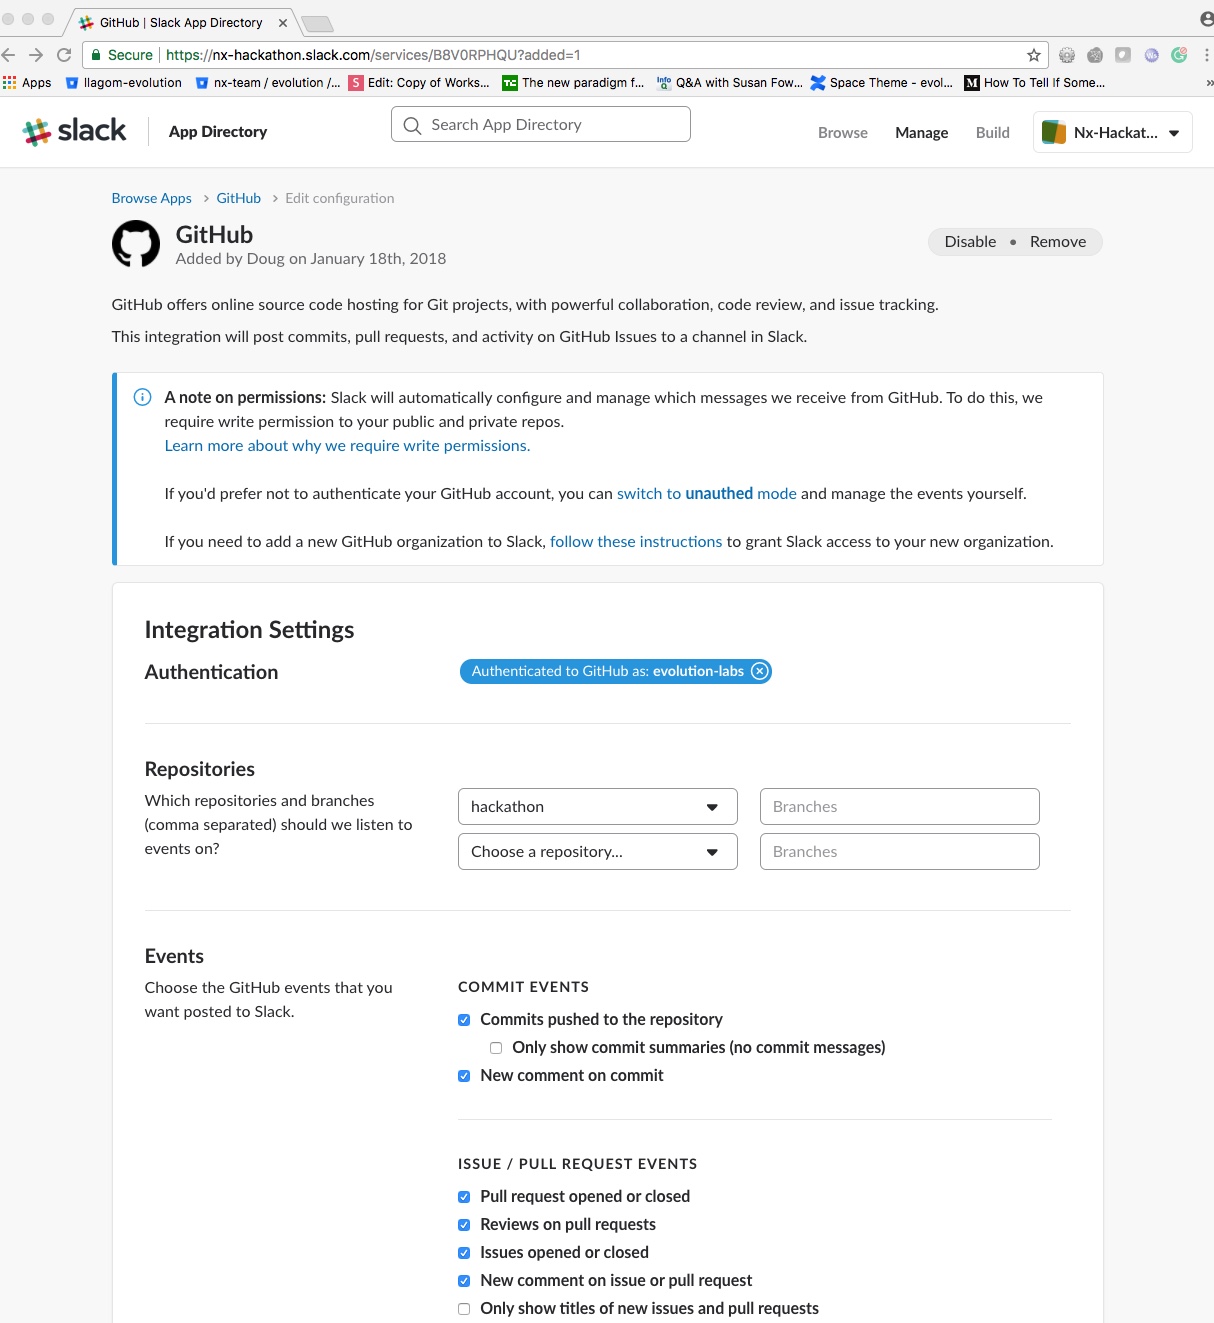 GitHub | Slack App Directory
Secure https://nx-hackathon.slack.com/services/B8V0RPHQU?added=1
Apps llagom-evolution nx-team / evolution /... S Edit: Copy of Works... TC The new paradigm f... Info Q Q&A with Susan Fow... Space Theme - evol... M How To Tell If Some... »
slack App Directory Search App Directory Browse Manage Build Nx-Hackat...
Browse Apps > GitHub > Edit configuration
GitHub
Added by Doug on January 18th, 2018
Disable • Remove
GitHub offers online source code hosting for Git projects, with powerful collaboration, code review, and issue tracking.
This integration will post commits, pull requests, and activity on GitHub Issues to a channel in Slack.
A note on permissions: Slack will automatically configure and manage which messages we receive from GitHub. To do this, we
require write permission to your public and private repos.
Learn more about why we require write permissions.
If you'd prefer not to authenticate your GitHub account, you can switch to unauthed mode and manage the events yourself.
If you need to add a new GitHub organization to Slack, follow these instructions to grant Slack access to your new organization.
Integration Settings
Authentication
Authenticated to GitHub as: evolution-labs
Repositories
Which repositories and branches
(comma separated) should we listen to
events on?
hackathon Branches
Choose a repository... Branches
Events
Choose the GitHub events that you
want posted to Slack.
COMMIT EVENTS
Commits pushed to the repository
Only show commit summaries (no commit messages)
New comment on commit
ISSUE / PULL REQUEST EVENTS
Pull request opened or closed
Reviews on pull requests
Issues opened or closed
New comment on issue or pull request
Only show titles of new issues and pull requests